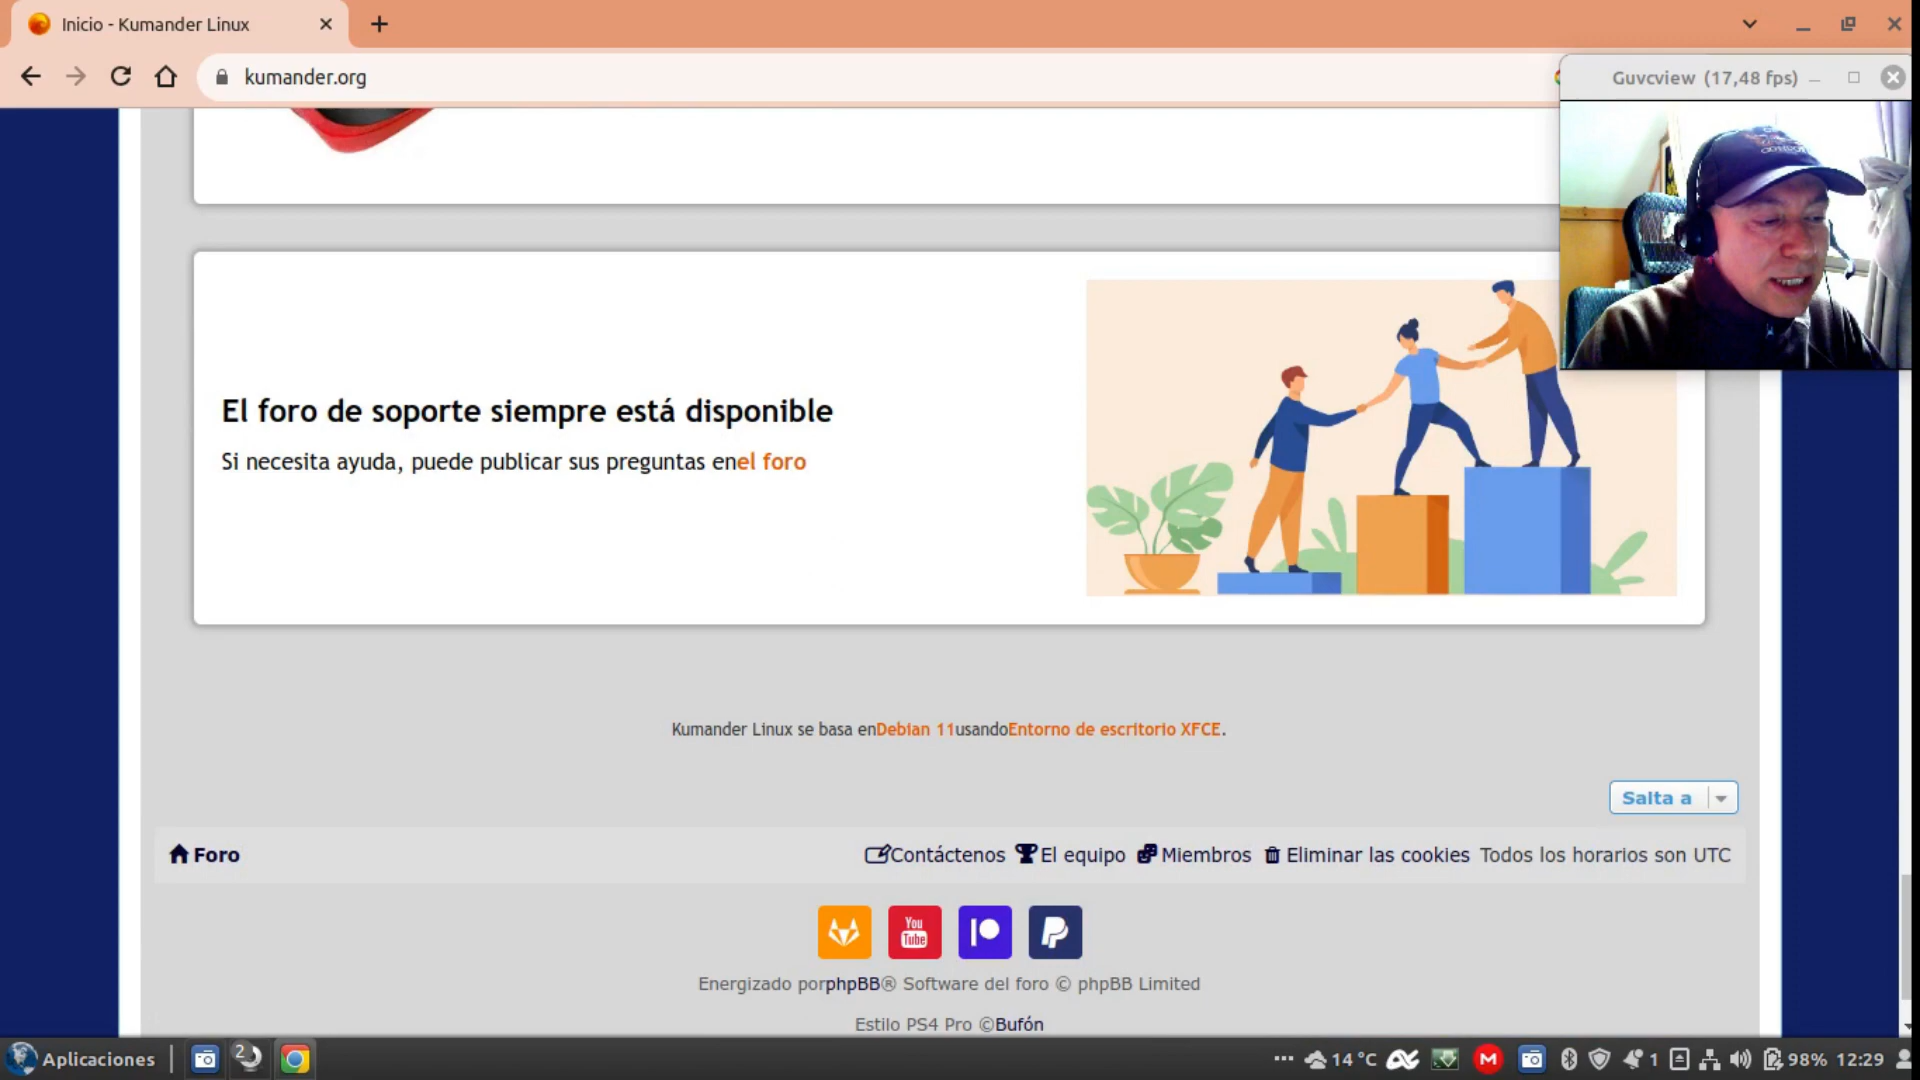 Inicio - Kumander Linux
kumander.org
Guvcview (17,48 fps)
El foro de soporte siempre está disponible
Si necesita ayuda, puede publicar sus preguntas enel foro
Kumander Linux se basa enDebian 11usandoEntorno de escritorio XFCE.
Salta a
Foro
Contáctenos El equipo Miembros Eliminar las cookies Todos los horarios son UTC
You
Tube
Energizado porphpBB® Software del foro © phpBB Limited
Estilo PS4 Pro ©Bufón
Aplicaciones 2 14 °C M 1 98% 12:29